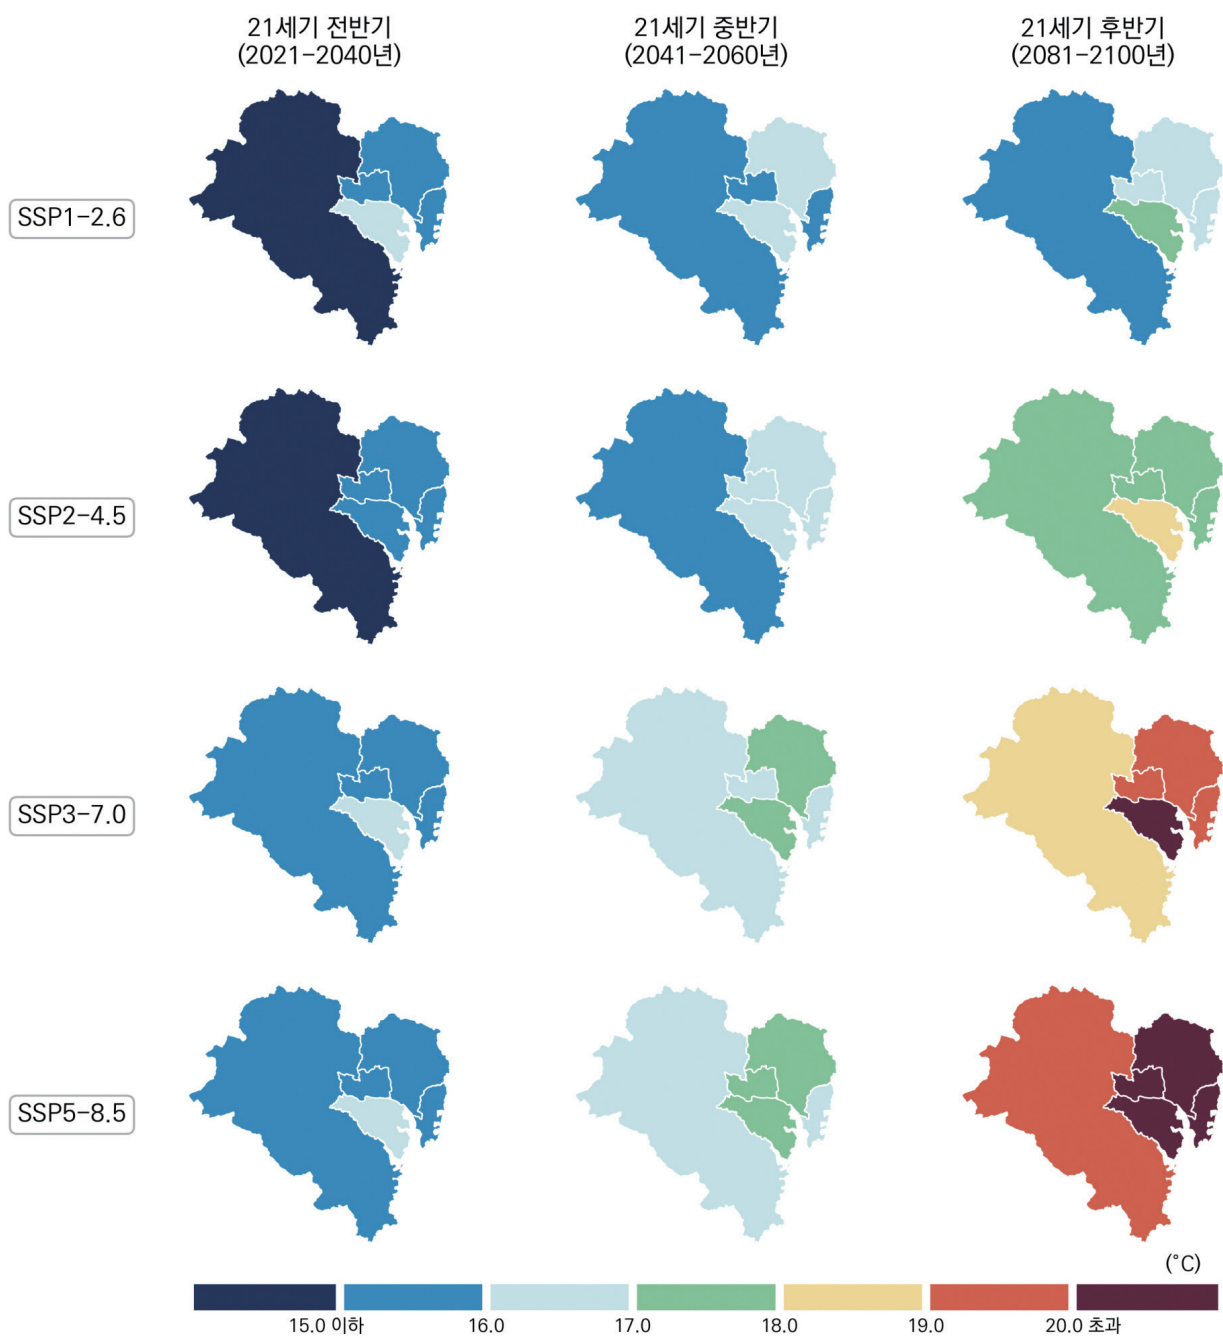 21세기 전반기
(2021-2040년)
21세기 중반기
(2041-2060년)
21세기 후반기
(2081-2100년)
SSP1-2.6
SSP2-4.5
SSP3-7.0
SSP5-8.5
(°C)
15.0 이하
16.0
17.0
18.0
19.0
20.0 초과